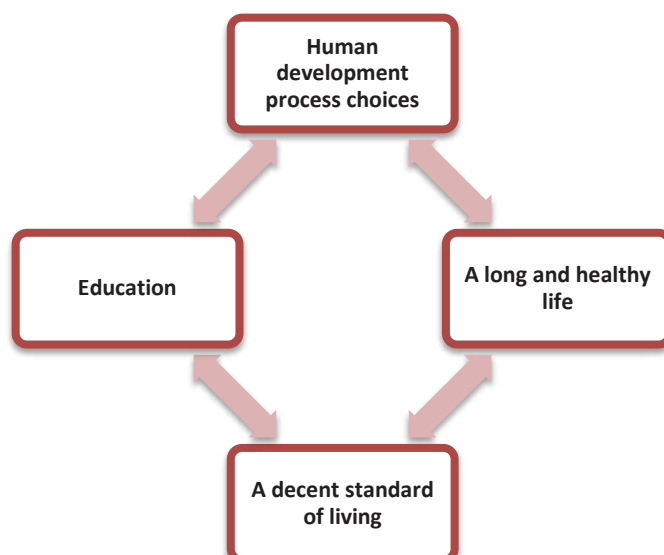 Human
development
process choices
Education
A long and healthy
life
A decent standard
of living